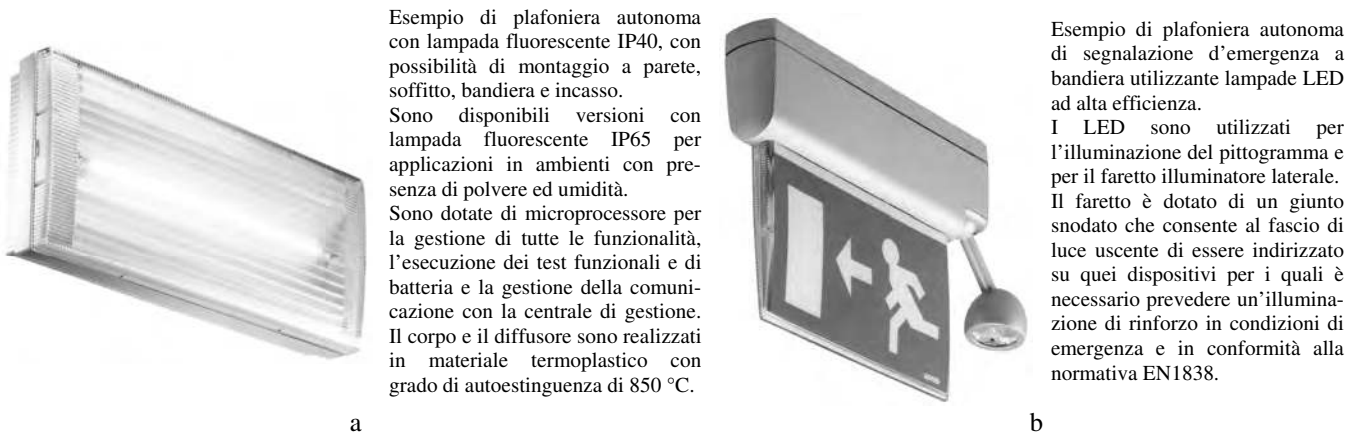 Esempio di plafoniera autonoma
con lampada fluorescente IP40, con
possibilità di montaggio a parete,
soffitto, bandiera e incasso.
Sono disponibili versioni con
lampada fluorescente IP65 per
applicazioni in ambienti con pre-
senza di polvere ed umidità.
Sono dotate di microprocessore per
la gestione di tutte le funzionalità,
l'esecuzione dei test funzionali e di
batteria e la gestione della comuni-
cazione con la centrale di gestione.
Il corpo e il diffusore sono realizzati
in materiale termoplastico con
grado di autoestinguenza di 850 °C.
a
Esempio di plafoniera autonoma
di segnalazione d'emergenza a
bandiera utilizzante lampade LED
ad alta efficienza.
I LED sono utilizzati per
l'illuminazione del pittogramma e
per il faretto illuminatore laterale.
Il faretto è dotato di un giunto
snodato che consente al fascio di
luce uscente di essere indirizzato
su quei dispositivi per i quali è
necessario prevedere un'illumina-
zione di rinforzo in condizioni di
emergenza e in conformità alla
normativa EN1838.
b